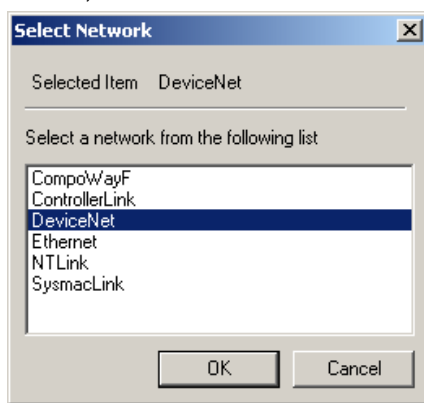 Select Network
Selected Item DeviceNet
Select a network from the following list
CompoWayF
ControllerLink
DeviceNet
Ethernet
NTLink
SysmacLink
OK Cancel